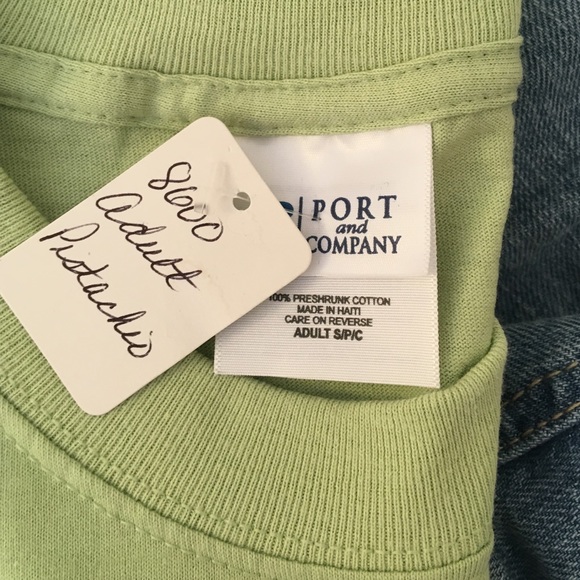 8600
Adult
Pistachio
PORT
and
COMPANY
100% PRESHRUNK COTTON
MADE IN HAITI
CARE ON REVERSE
ADULT S/P/C